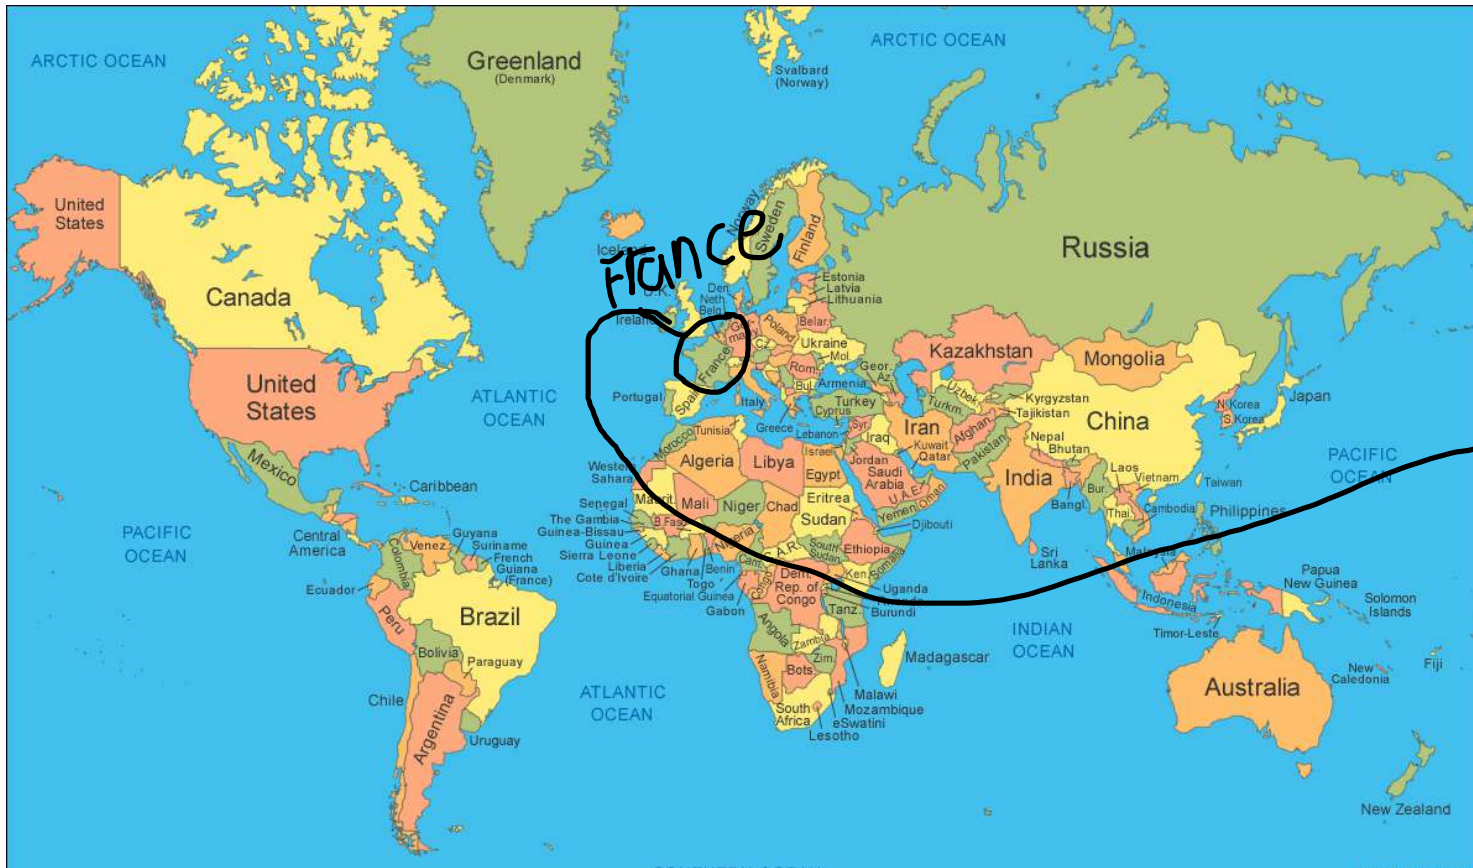 ARCTIC OCEAN
Greenland
(Denmark)
Svalbard
(Norway)
ARCTIC OCEAN
United
States
Canada
Norway
Sweden
Finland
Russia
France
Den
Neth.
Belg.
Estonia
Latvia
Lithuania
Ireland
Poland
Belar.
Cz.
Ukraine
Mol.
France
Rom.
Bul.
Kazakhstan
Mongolia
United
States
ATLANTIC
OCEAN
Portugal
Spain
Italy
Greece
Armenia
Geor.
Az.
Turkey
Cyprus
Lebanon
Syr.
Iraq
Israel
Uzbek.
Turkm.
Kyrgyzstan
Tajikistan
China
N. Korea
S. Korea
Japan
Mexico
Morocco
Tunisia
Algeria
Libya
Egypt
Jordan
Saudi
Arabia
Iran
Kuwait
Qatar
U.A.E.
Oman
Yemen
Afghan.
Pakistan
India
Nepal
Bhutan
Bangl.
Bur.
Laos
Vietnam
Thai.
Cambodia
Taiwan
Philippines
PACIFIC
OCEAN
Western
Sahara
Caribbean
PACIFIC
OCEAN
Central
America
Senegal
The Gambia
Guinea-Bissau
Guinea
Sierra Leone
Liberia
Cote d'Ivoire
Mali
B.Faso
Niger
Chad
Eritrea
Sudan
Djibouti
Nigeria
Ghana
Togo
Benin
Equatorial Guinea
Gabon
Cam.
C.A.R.
South
Sudan
Ethiopia
Somalia
Congo
Dem.
Rep. of
Congo
Ken.
Uganda
Burundi
Tanz.
Sri
Lanka
Malaysia
Indonesia
Papua
New Guinea
Solomon
Islands
Timor-Leste
Guyana
Suriname
French
Guiana
(France)
Venez.
Colombia
Ecuador
Peru
Brazil
Bolivia
Paraguay
Chile
Argentina
Uruguay
ATLANTIC
OCEAN
Angola
Zambia
Zim.
Namibia
Bots.
South
Africa
Lesotho
eSwatini
Mozambique
Malawi
Madagascar
INDIAN
OCEAN
Australia
New
Caledonia
Fiji
New Zealand